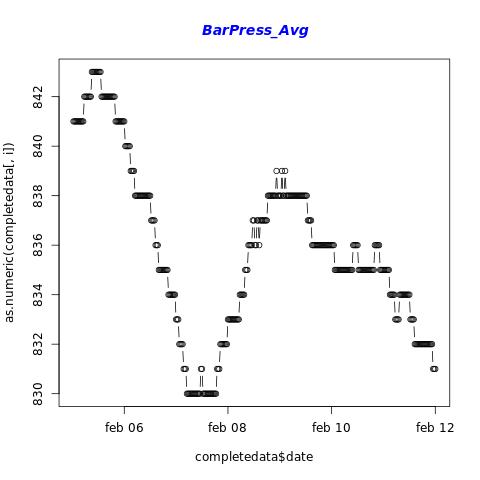 BarPress_Avg
as.numeric(completedata[, i])
842
840
838
836
834
832
830
feb 06 feb 08 feb 10 feb 12
completedata$date